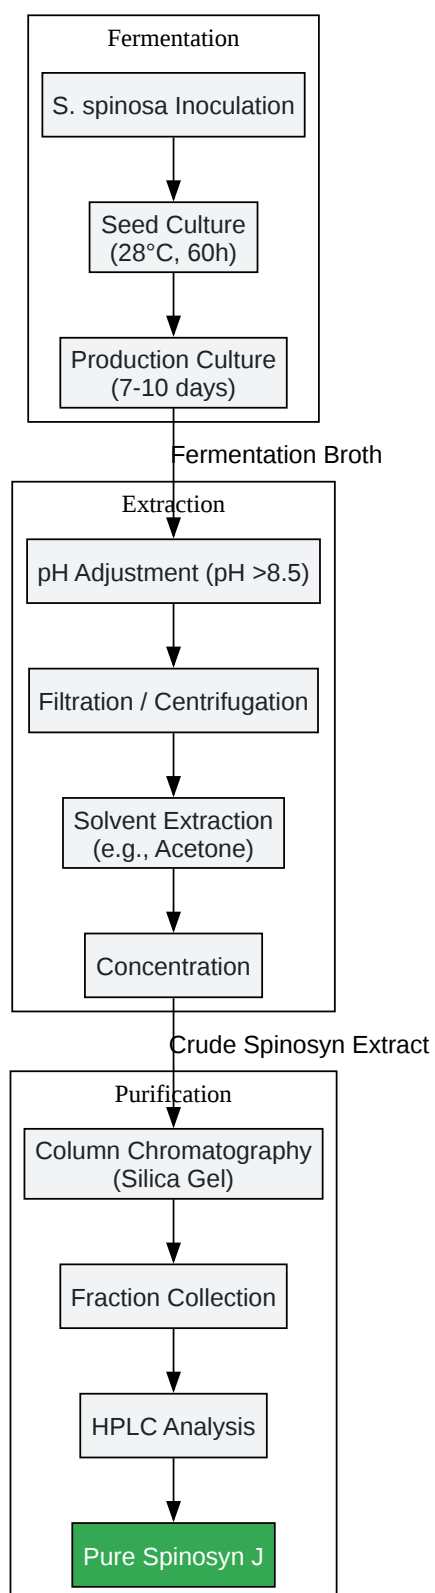 Fermentation
S. spinosa Inoculation
Seed Culture
(28°C, 60h)
Production Culture
(7-10 days)
Fermentation Broth
Extraction
pH Adjustment (pH >8.5)
Filtration / Centrifugation
Solvent Extraction
(e.g., Acetone)
Concentration
Crude Spinosyn Extract
Purification
Column Chromatography
(Silica Gel)
Fraction Collection
HPLC Analysis
Pure Spinosyn J